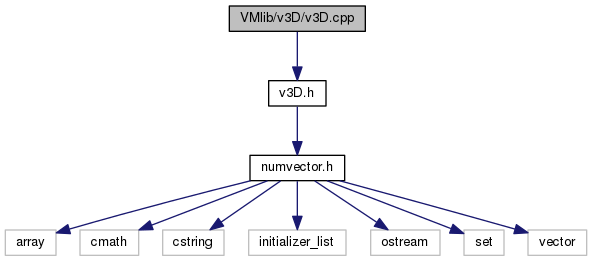 VMlib/v3D/v3D.cpp
v3D.h
numvector.h
array
cmath
cstring
initializer_list
ostream
set
vector